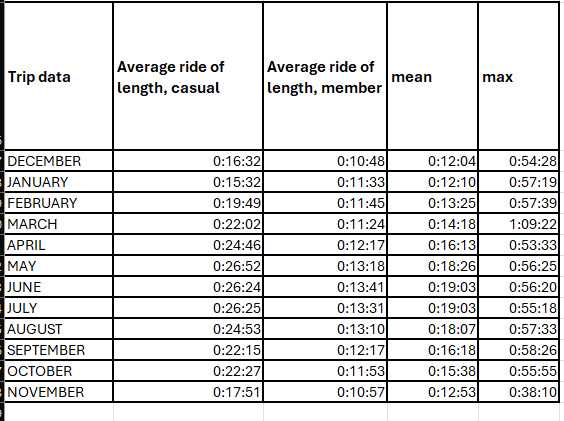 Trip data | Average ride of length, casual | Average ride of length, member | mean | max
DECEMBER 0:16:32 0:10:48 0:12:04 0:54:28
JANUARY 0:15:32 0:11:33 0:12:10 0:57:19
FEBRUARY 0:19:49 0:11:45 0:13:25 0:57:39
MARCH 0:22:02 0:11:24 0:14:18 1:09:22
APRIL 0:24:46 0:12:17 0:16:13 0:53:33
MAY 0:26:52 0:13:18 0:18:26 0:56:25
JUNE 0:26:24 0:13:41 0:19:03 0:56:20
JULY 0:26:25 0:13:31 0:19:03 0:55:18
AUGUST 0:24:53 0:13:10 0:18:07 0:57:33
SEPTEMBER 0:22:15 0:12:17 0:16:18 0:58:26
OCTOBER 0:22:27 0:11:53 0:15:38 0:55:55
NOVEMBER 0:17:51 0:10:57 0:12:53 0:38:10